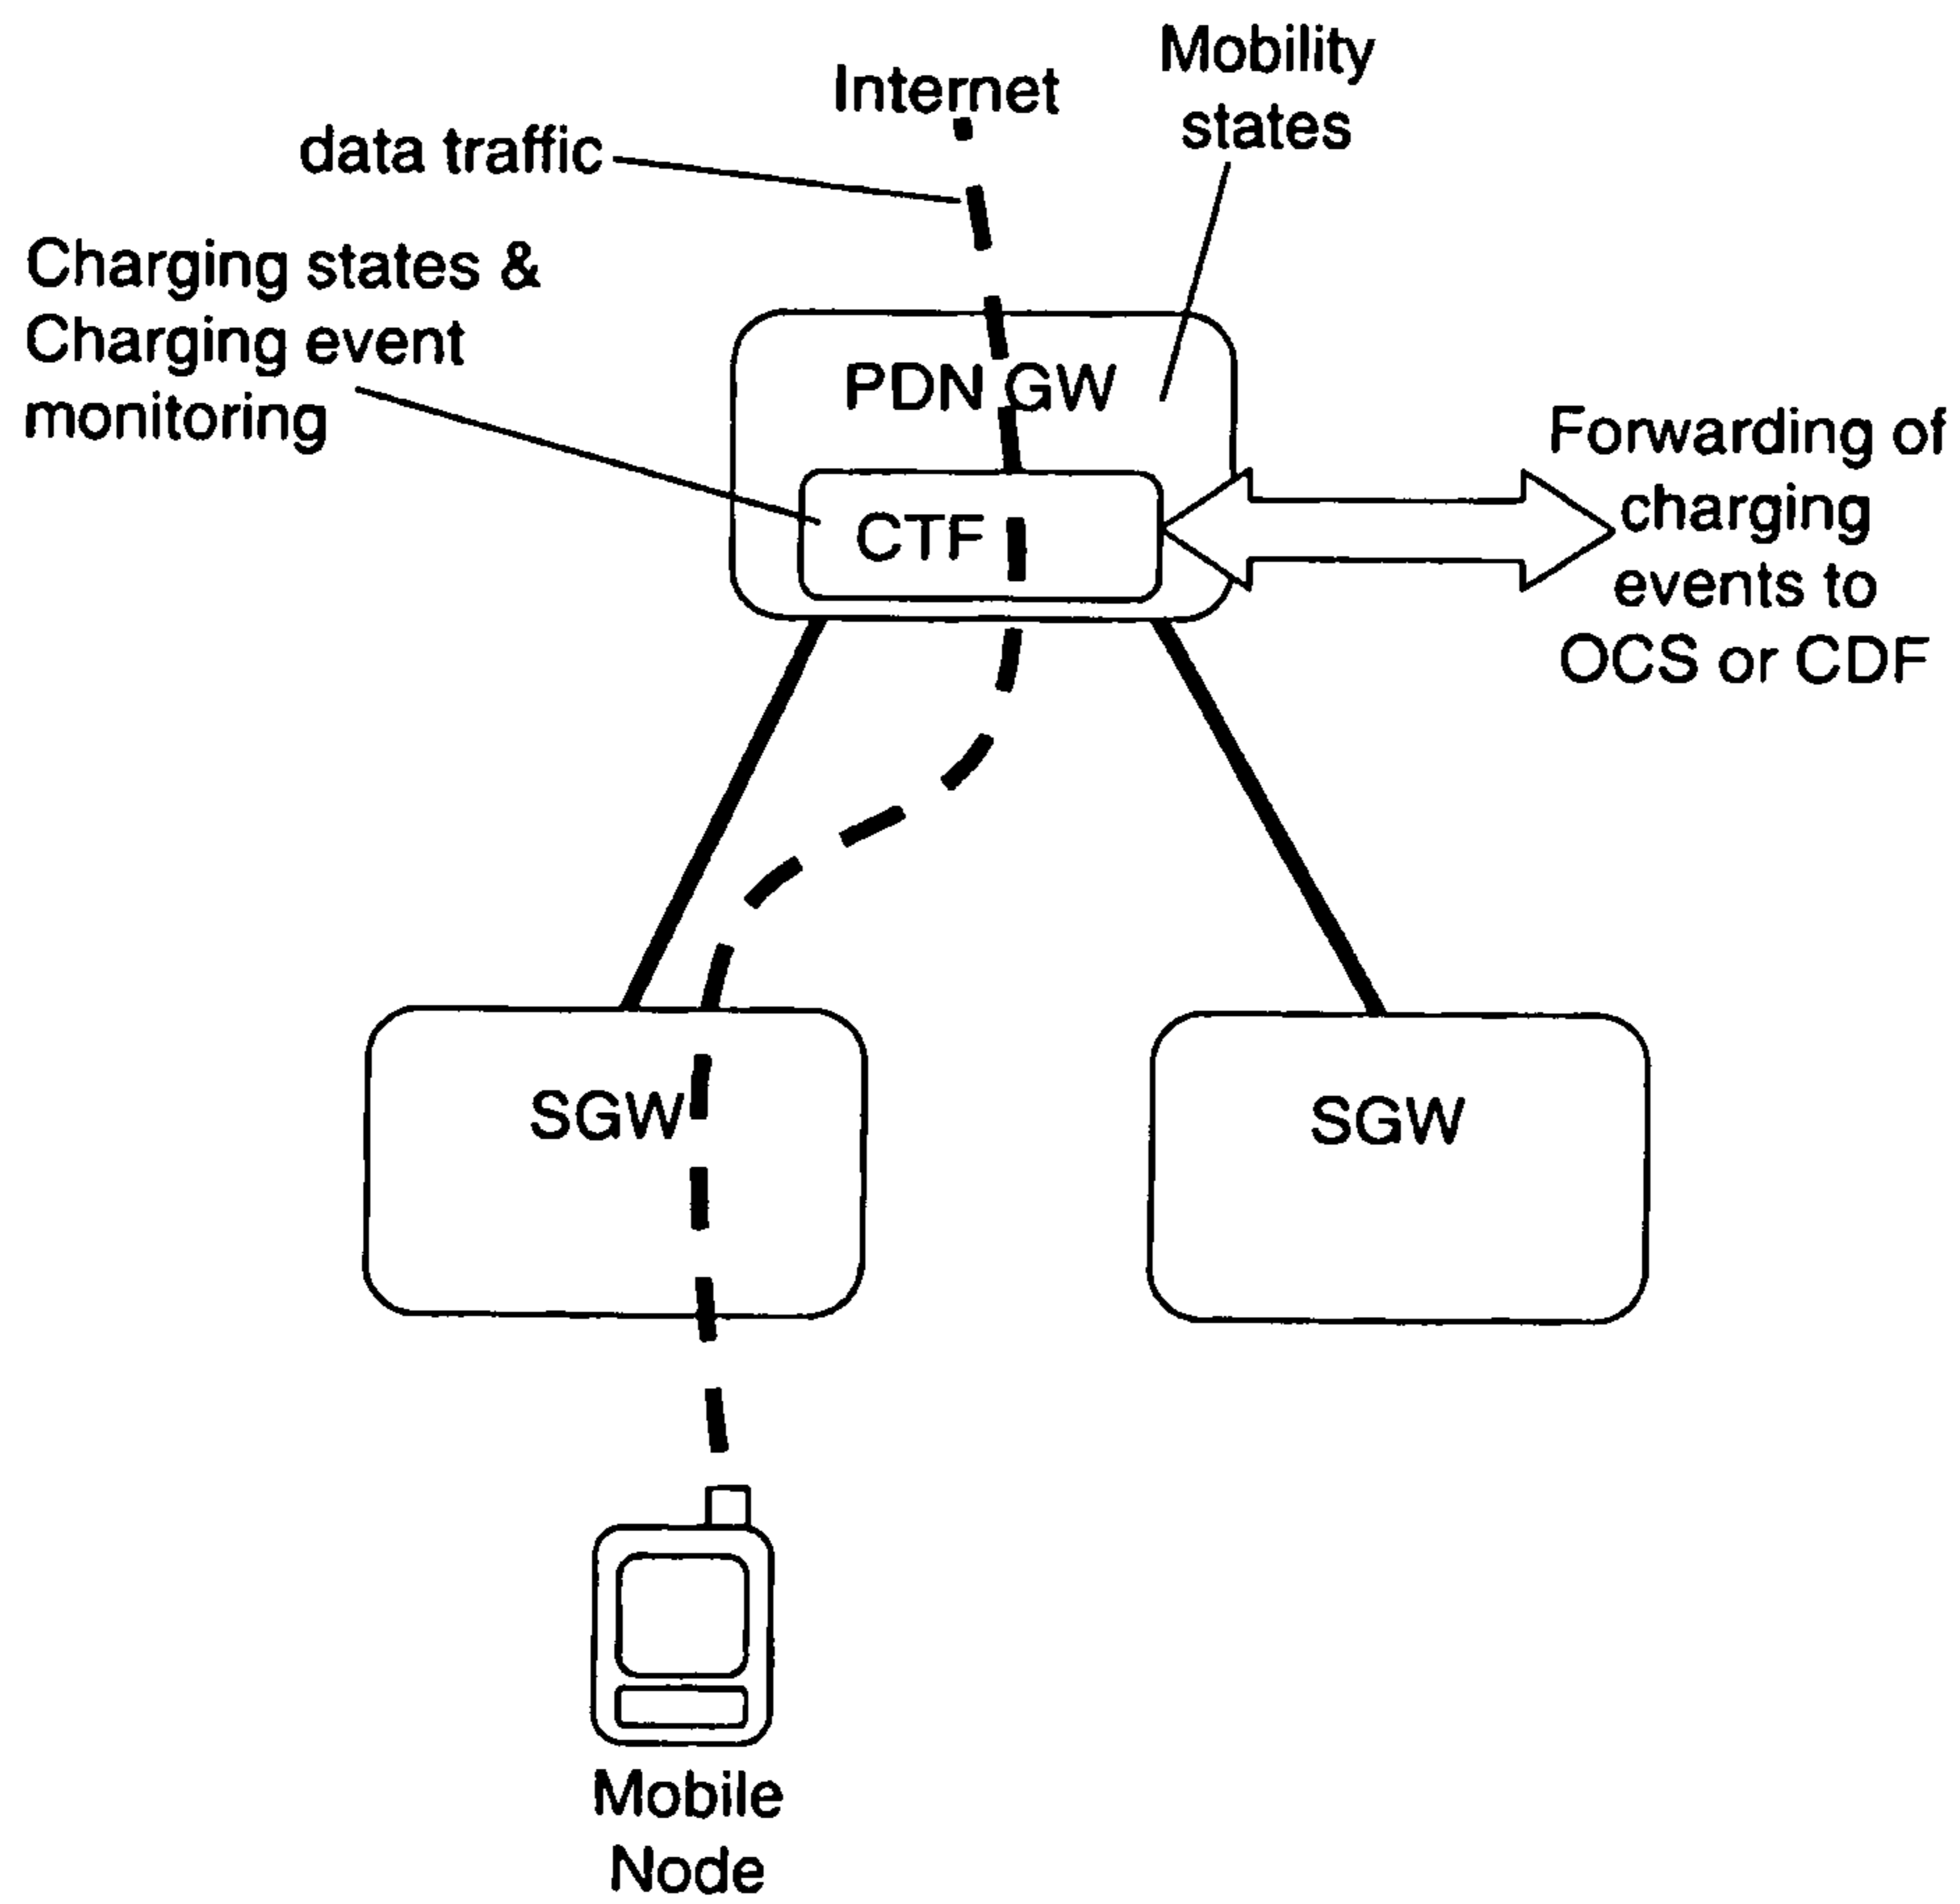 Internet
Mobility
states
data traffic
Charging states &
Charging event
monitoring
PDN GW
CTF
Forwarding of
charging
events to
OCS or CDF
SGW
SGW
Mobile
Node